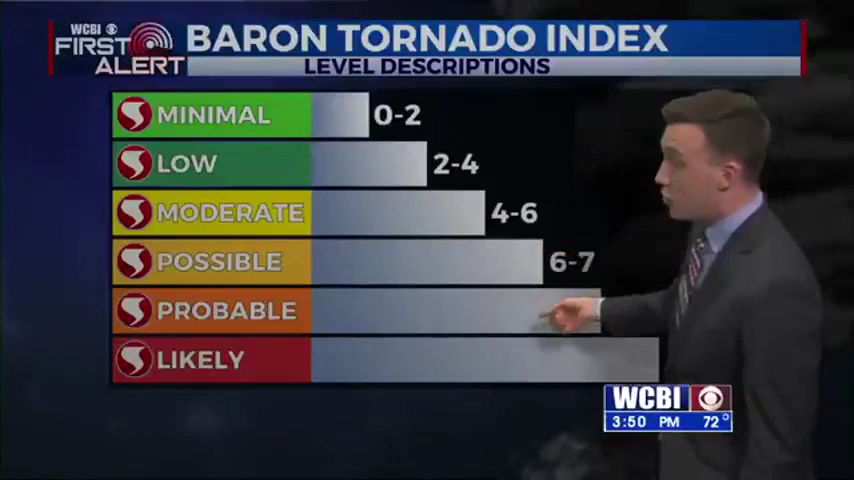 WCBI
FIRST
ALERT
BARON TORNADO INDEX
LEVEL DESCRIPTIONS
MINIMAL 0-2
LOW 2-4
MODERATE 4-6
POSSIBLE 6-7
PROBABLE
LIKELY
WCBI
3:50 PM 72°